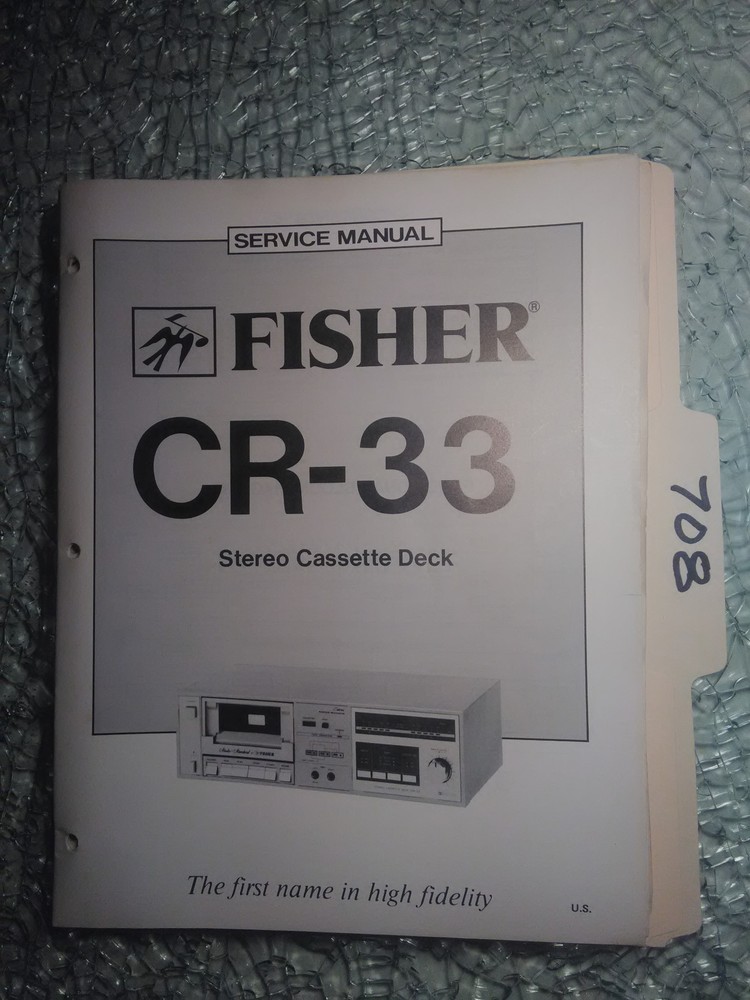 SERVICE MANUAL
FISHER®
CR-33
Stereo Cassette Deck
708
The first name in high fidelity
U.S.